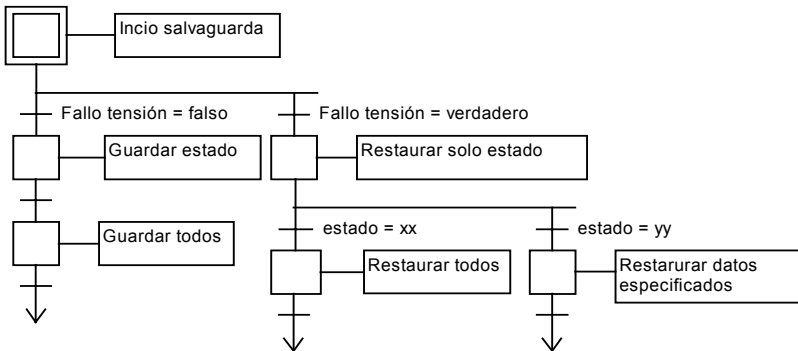 Incio salvaguarda
Fallo tensión = falso
Fallo tensión = verdadero
Guardar estado
Restaurar solo estado
Guardar todos
estado = xx
estado = yy
Restaurar todos
Restarurar datos
especificados